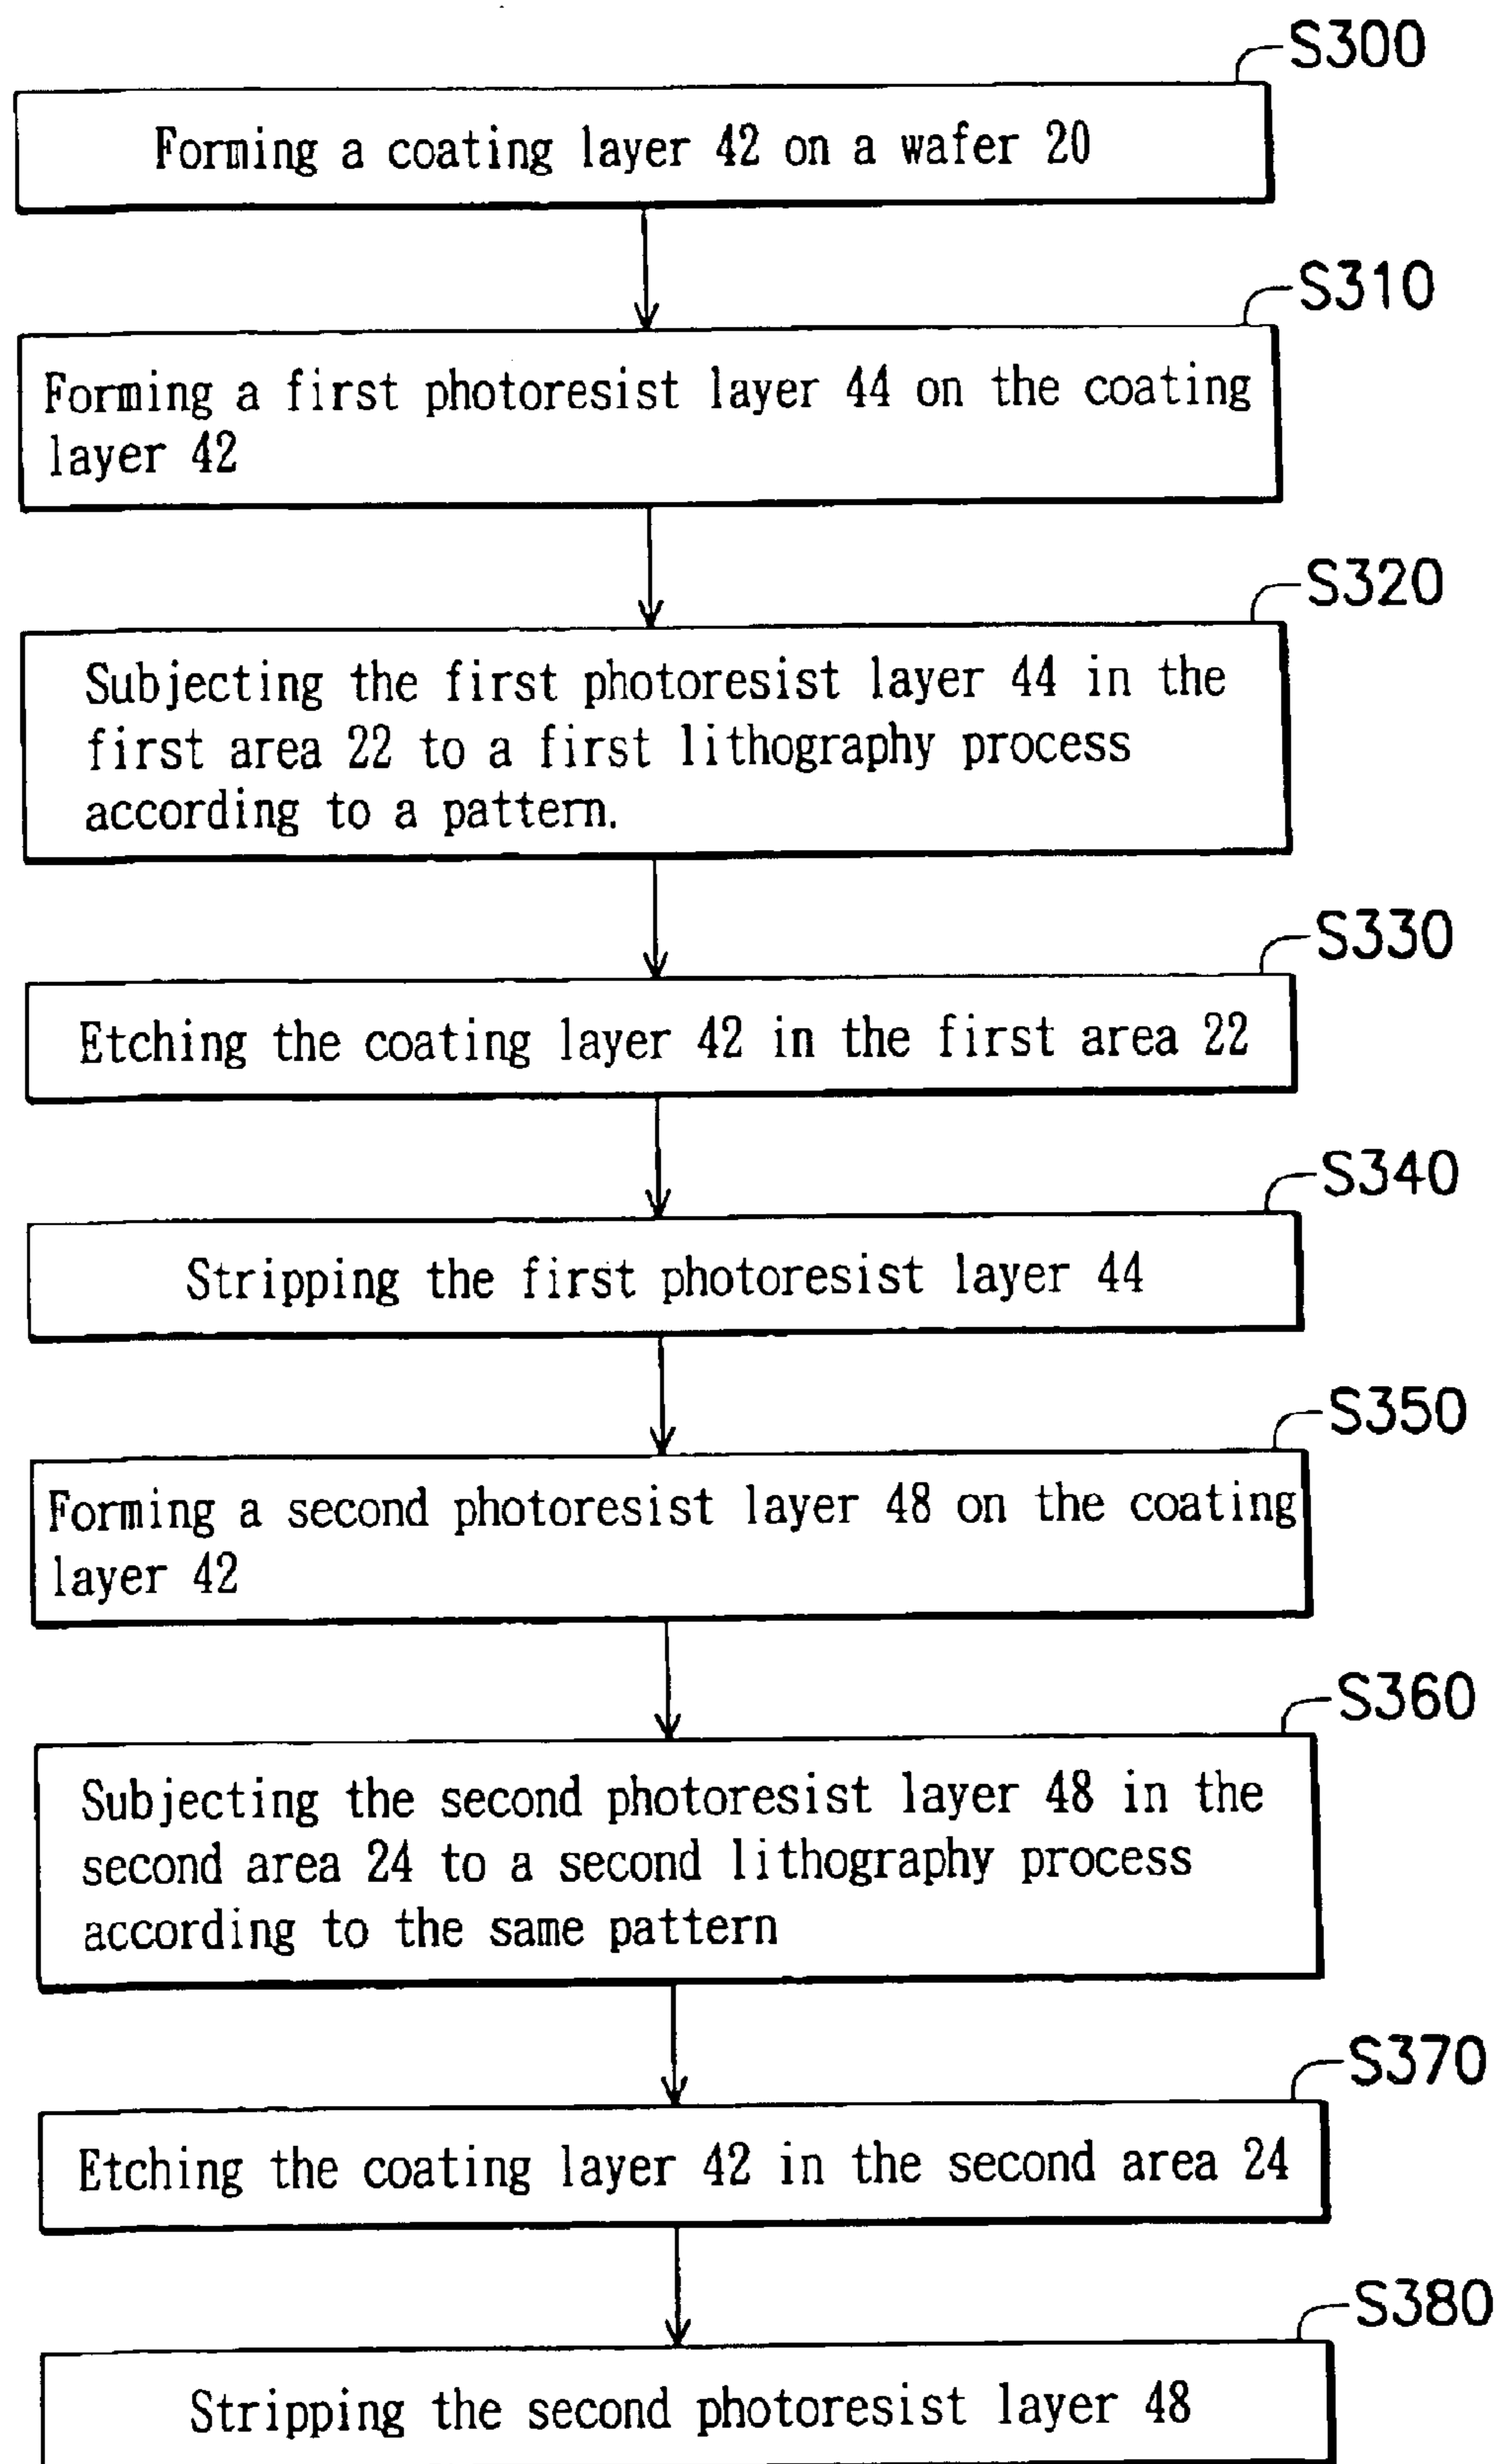 S300
Forming a coating layer 42 on a wafer 20
S310
Forming a first photoresist layer 44 on the coating
layer 42
S320
Subjecting the first photoresist layer 44 in the
first area 22 to a first lithography process
according to a pattern.
S330
Etching the coating layer 42 in the first area 22
S340
Stripping the first photoresist layer 44
S350
Forming a second photoresist layer 48 on the coating
layer 42
S360
Subjecting the second photoresist layer 48 in the
second area 24 to a second lithography process
according to the same pattern
S370
Etching the coating layer 42 in the second area 24
S380
Stripping the second photoresist layer 48